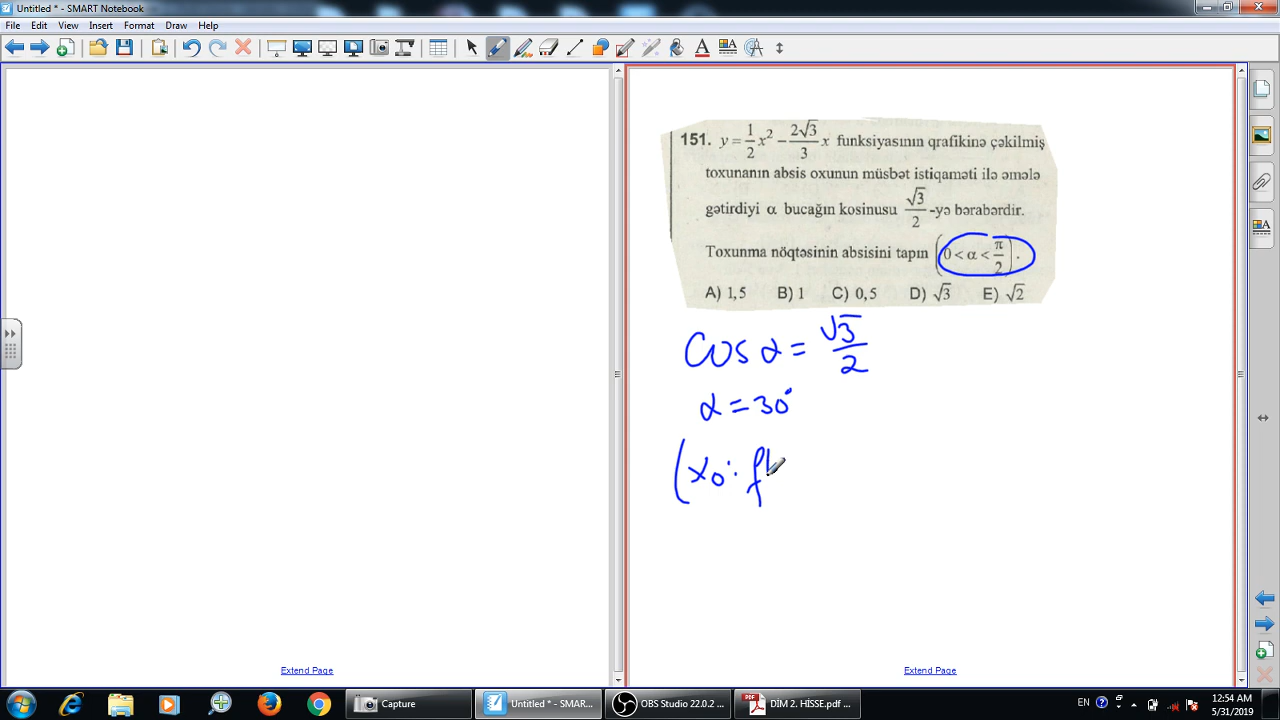 Untitled * - SMART Notebook
File Edit View Insert Format Draw Help
151. y = 1/2 x² − 2√3/3 x funksiyasının qrafikinə çəkilmiş
toxunanın absis oxunun müsbət istiqaməti ilə əmələ
gətirdiyi α bucağın kosinusu √3/2 -yə bərabərdir.
Toxunma nöqtəsinin absisini tapın (0 < α < π/2).
A) 1,5 B) 1 C) 0,5 D) √3 E) √2
cos α = √3/2
α = 30°
(x₀; f
Extend Page
Extend Page
Capture
Untitled * - SMAR...
OBS Studio 22.0.2 ...
DİM 2. HİSSE.pdf ...
EN
12:54 AM
5/31/2019